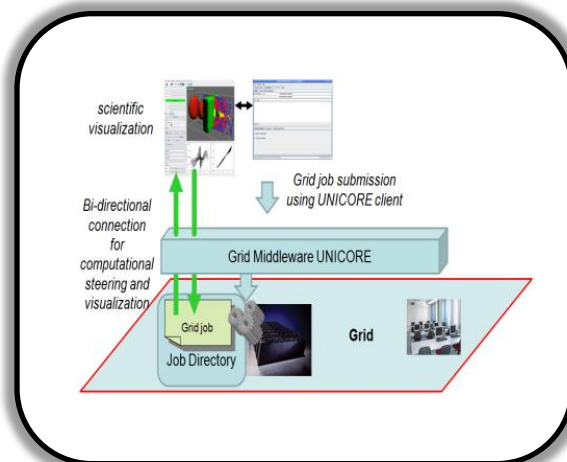 scientific
visualization
Grid job submission
using UNICORE client
Bi-directional
connection
for
computational
steering and
visualization
Grid Middleware UNICORE
Grid job
Job Directory
Grid